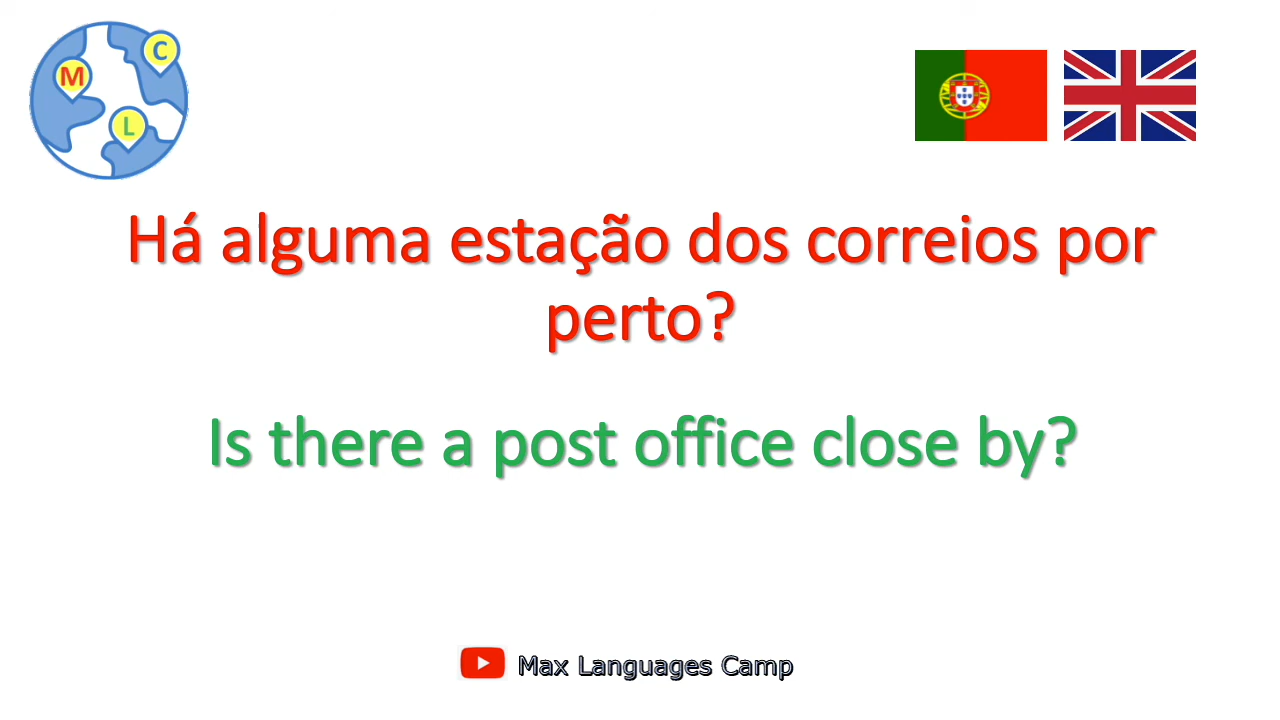 M
C
L
Há alguma estação dos correios por
perto?
Is there a post office close by?
Max Languages Camp